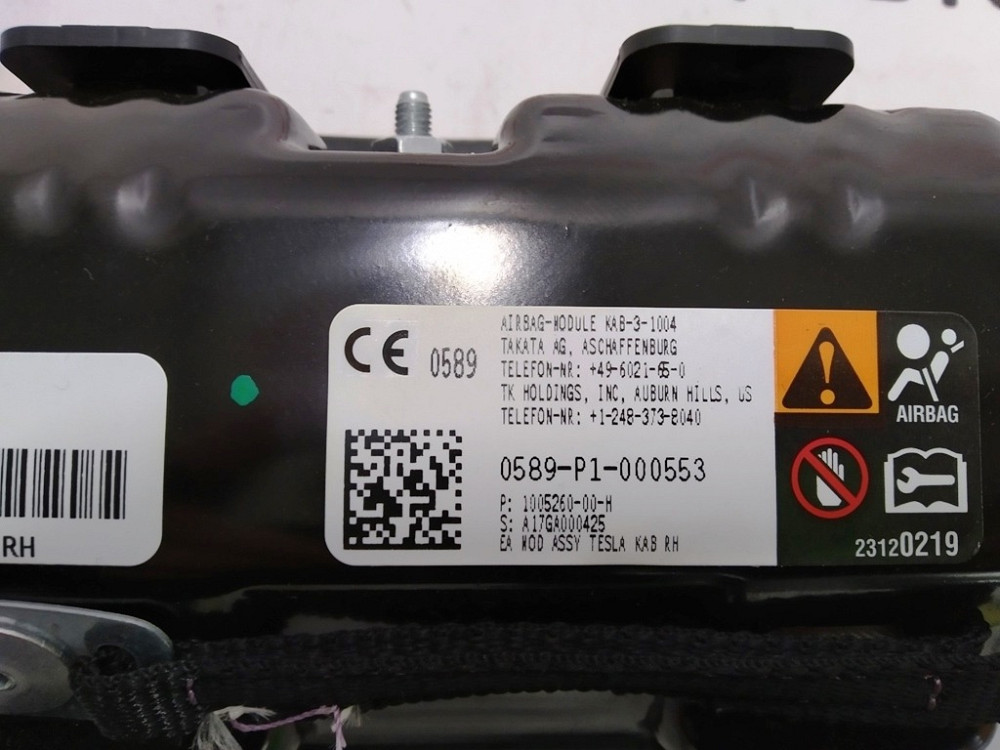 CE 0589
AIRBAG-MODULE KAB-3-1004
TAKATA AG, ASCHAFFENBURG
TELEFON-NR: +49-6021-65-0
TK HOLDINGS, INC, AUBURN HILLS, US
TELEFON-NR: +1-248-373-8040
0589-P1-000553
P: 1005260-00-H
S: A17GA000425
EA MOD ASSY TESLA KAB RH
AIRBAG
23120219
RH